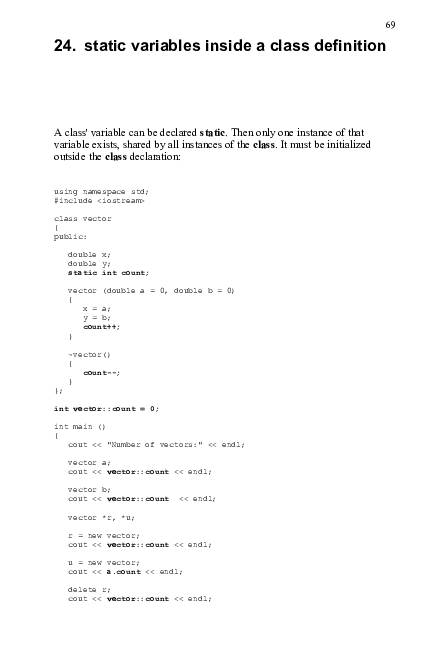 69
24. static variables inside a class definition
A class' variable can be declared static. Then only one instance of that
variable exists, shared by all instances of the class. It must be initialized
outside the class declaration:
using namespace std;
#include <iostream>
class vector
{
public:
double x;
double y;
static int count;
vector (double a = 0, double b = 0)
{
x = a;
y = b;
count++;
}
~vector()
{
count--;
}
};
int vector::count = 0;
int main ()
{
cout << "Number of vectors:" << endl;
vector a;
cout << vector::count << endl;
vector b;
cout << vector::count  << endl;
vector *r, *u;
r = new vector;
cout << vector::count << endl;
u = new vector;
cout << a.count << endl;
delete r;
cout << vector::count << endl;